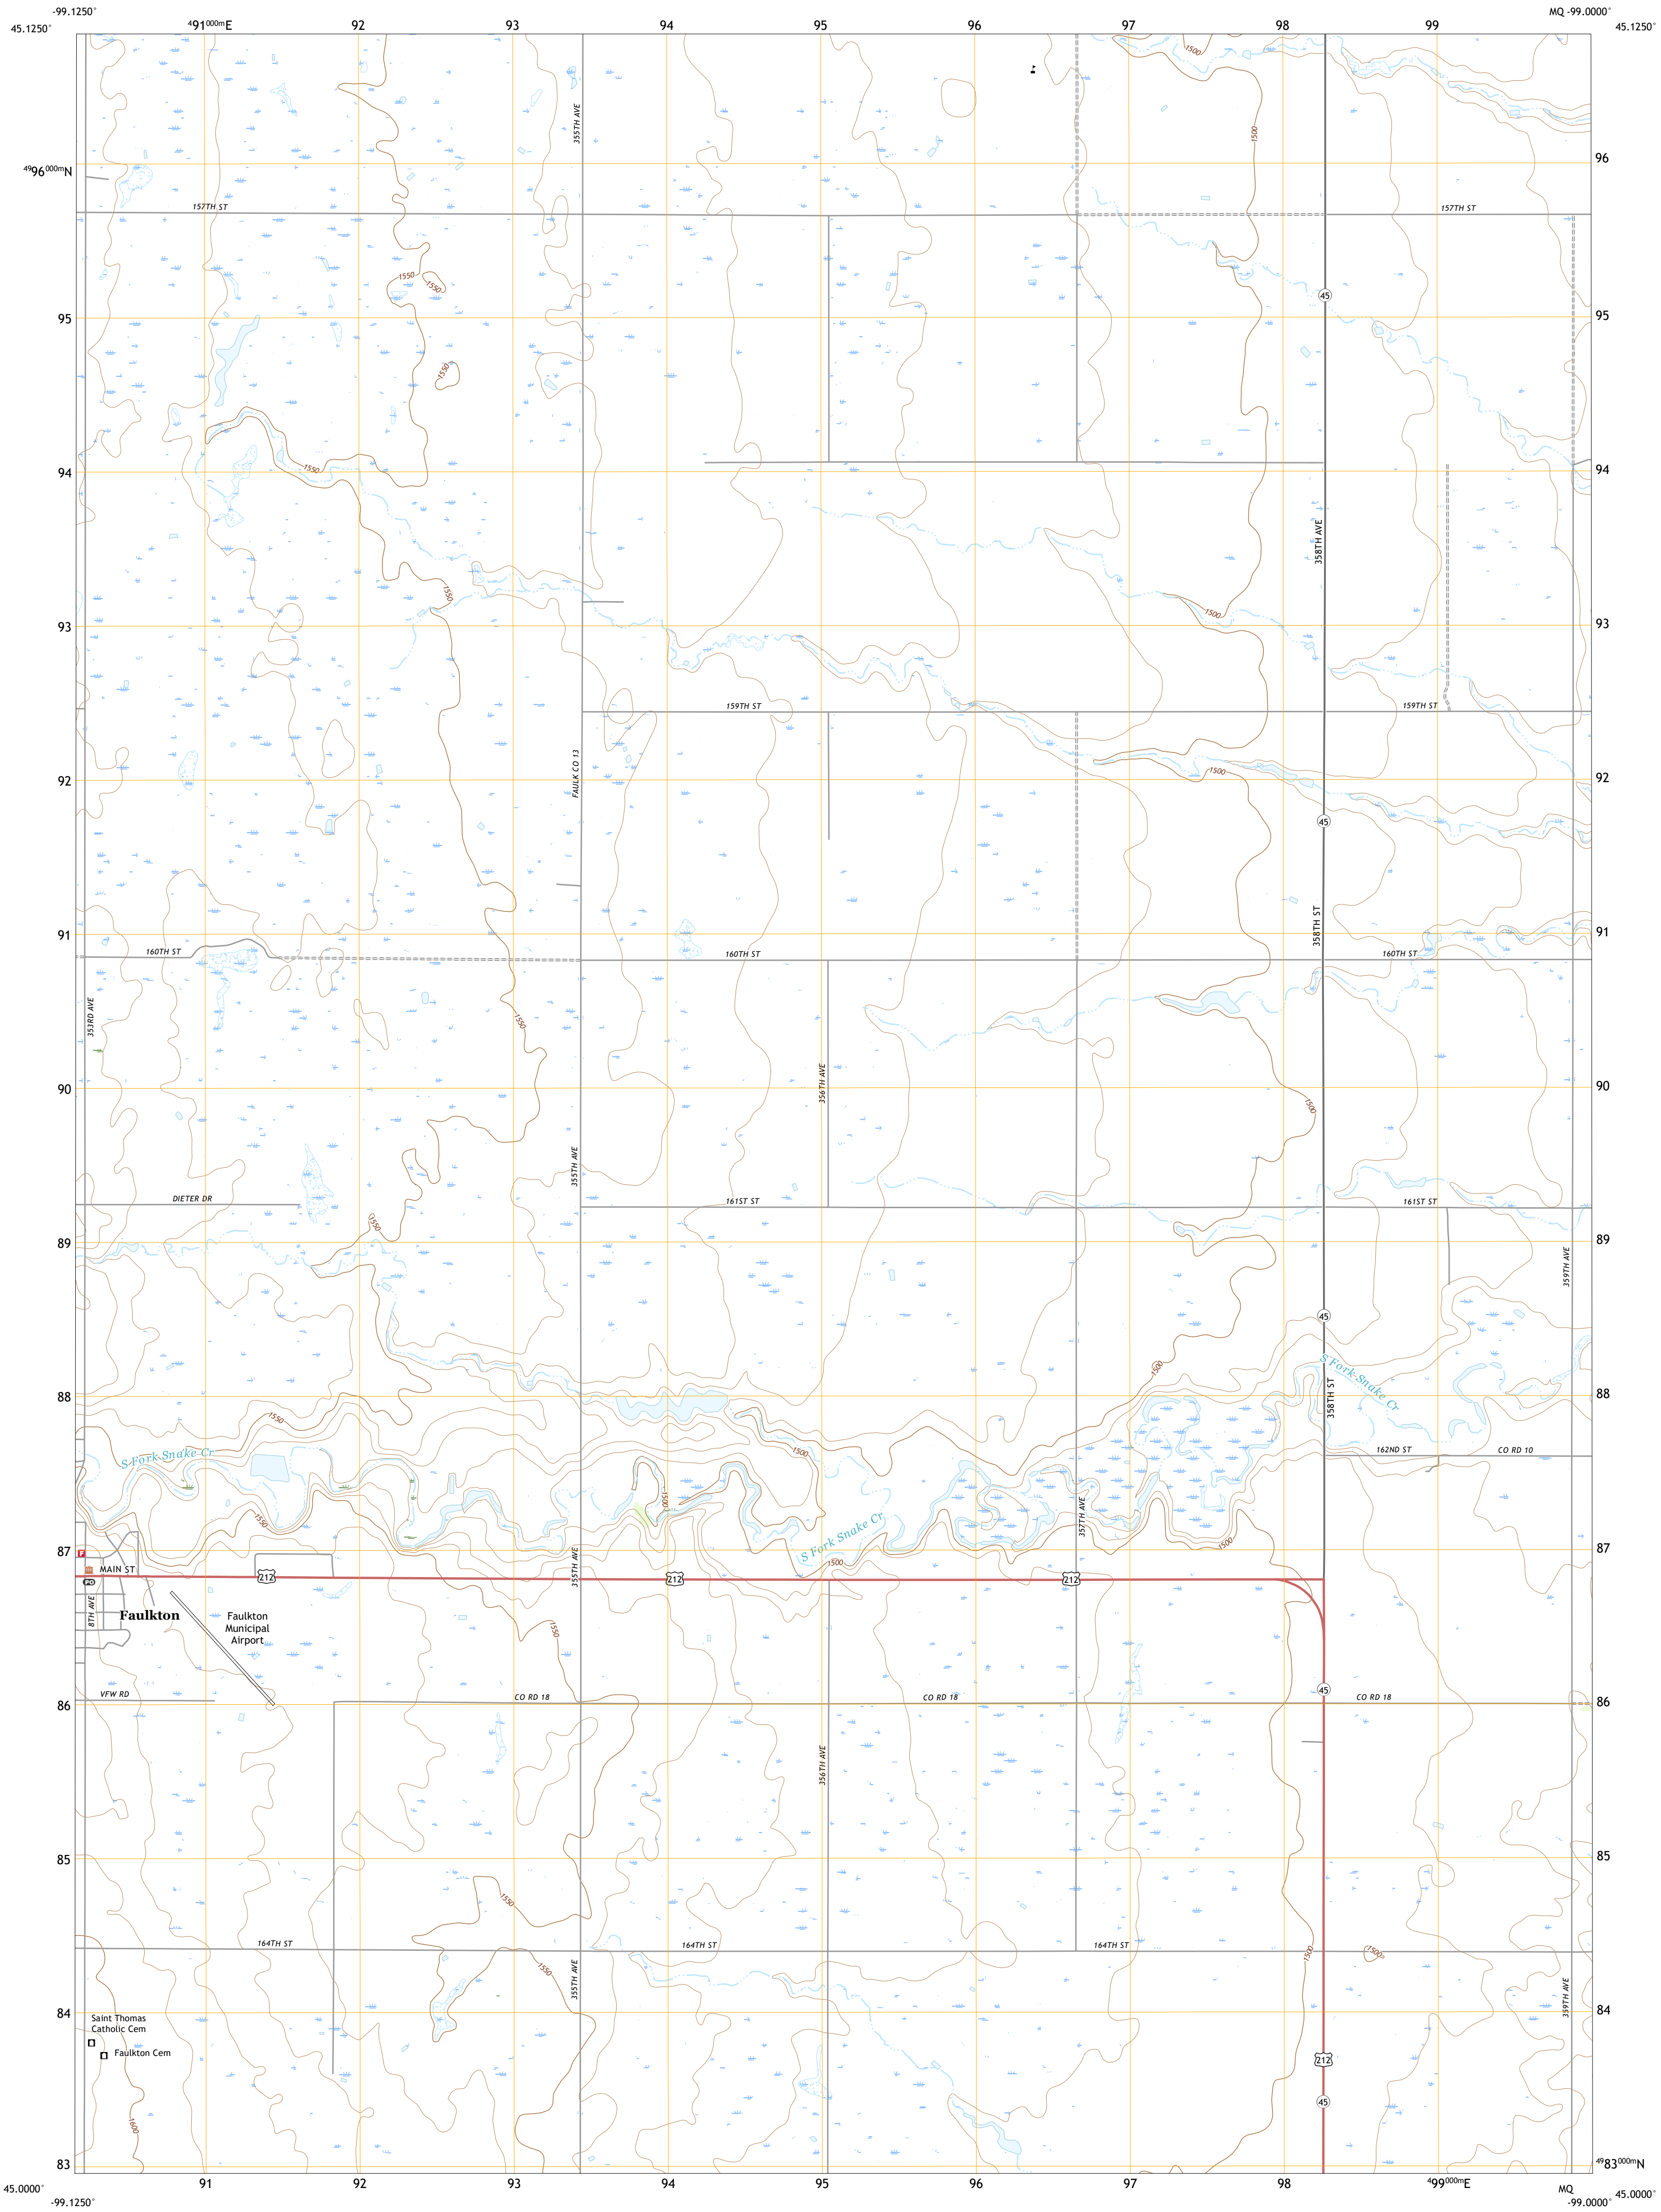 -99.1250°
491000mE
92
93
94
95
96
97
98
99
MQ -99.0000°
45.1250°
45.1250°
1500
355TH AVE
1500
4996000mN
96
157TH ST
157TH ST
1550
1550
45
95
95
1550
94
94
1550
358TH AVE
1550
1500
93
93
159TH ST
159TH ST
FAULK CO 13
1500
92
92
45
358TH ST
91
91
160TH ST
160TH ST
160TH ST
353RD AVE
1550
356TH AVE
1500
90
90
355TH AVE
DIETER DR
161ST ST
161ST ST
1550
89
89
359TH AVE
45
1500
S Fork Snake Cr
88
88
358TH ST
1550
S Fork Snake Cr
1500
162ND ST
CO RD 10
1500
1550
357TH AVE
S Fork Snake Cr
1500
87
87
F
MAIN ST
355TH AVE
1500
PO
212
212
212
8TH AVE
Faulkton
Faulkton
Municipal
Airport
1550
VFW RD
CO RD 18
CO RD 18
45
CO RD 18
86
86
356TH AVE
85
85
1550
164TH ST
164TH ST
164TH ST
1500
1500
1550
355TH AVE
359TH AVE
84
84
Saint Thomas
Catholic Cem
Faulkton Cem
212
45
1600
83
4983000mN
91
92
93
94
95
96
97
98
499000mE
MQ
45.0000°
-99.1250°
45.0000°
-99.0000°